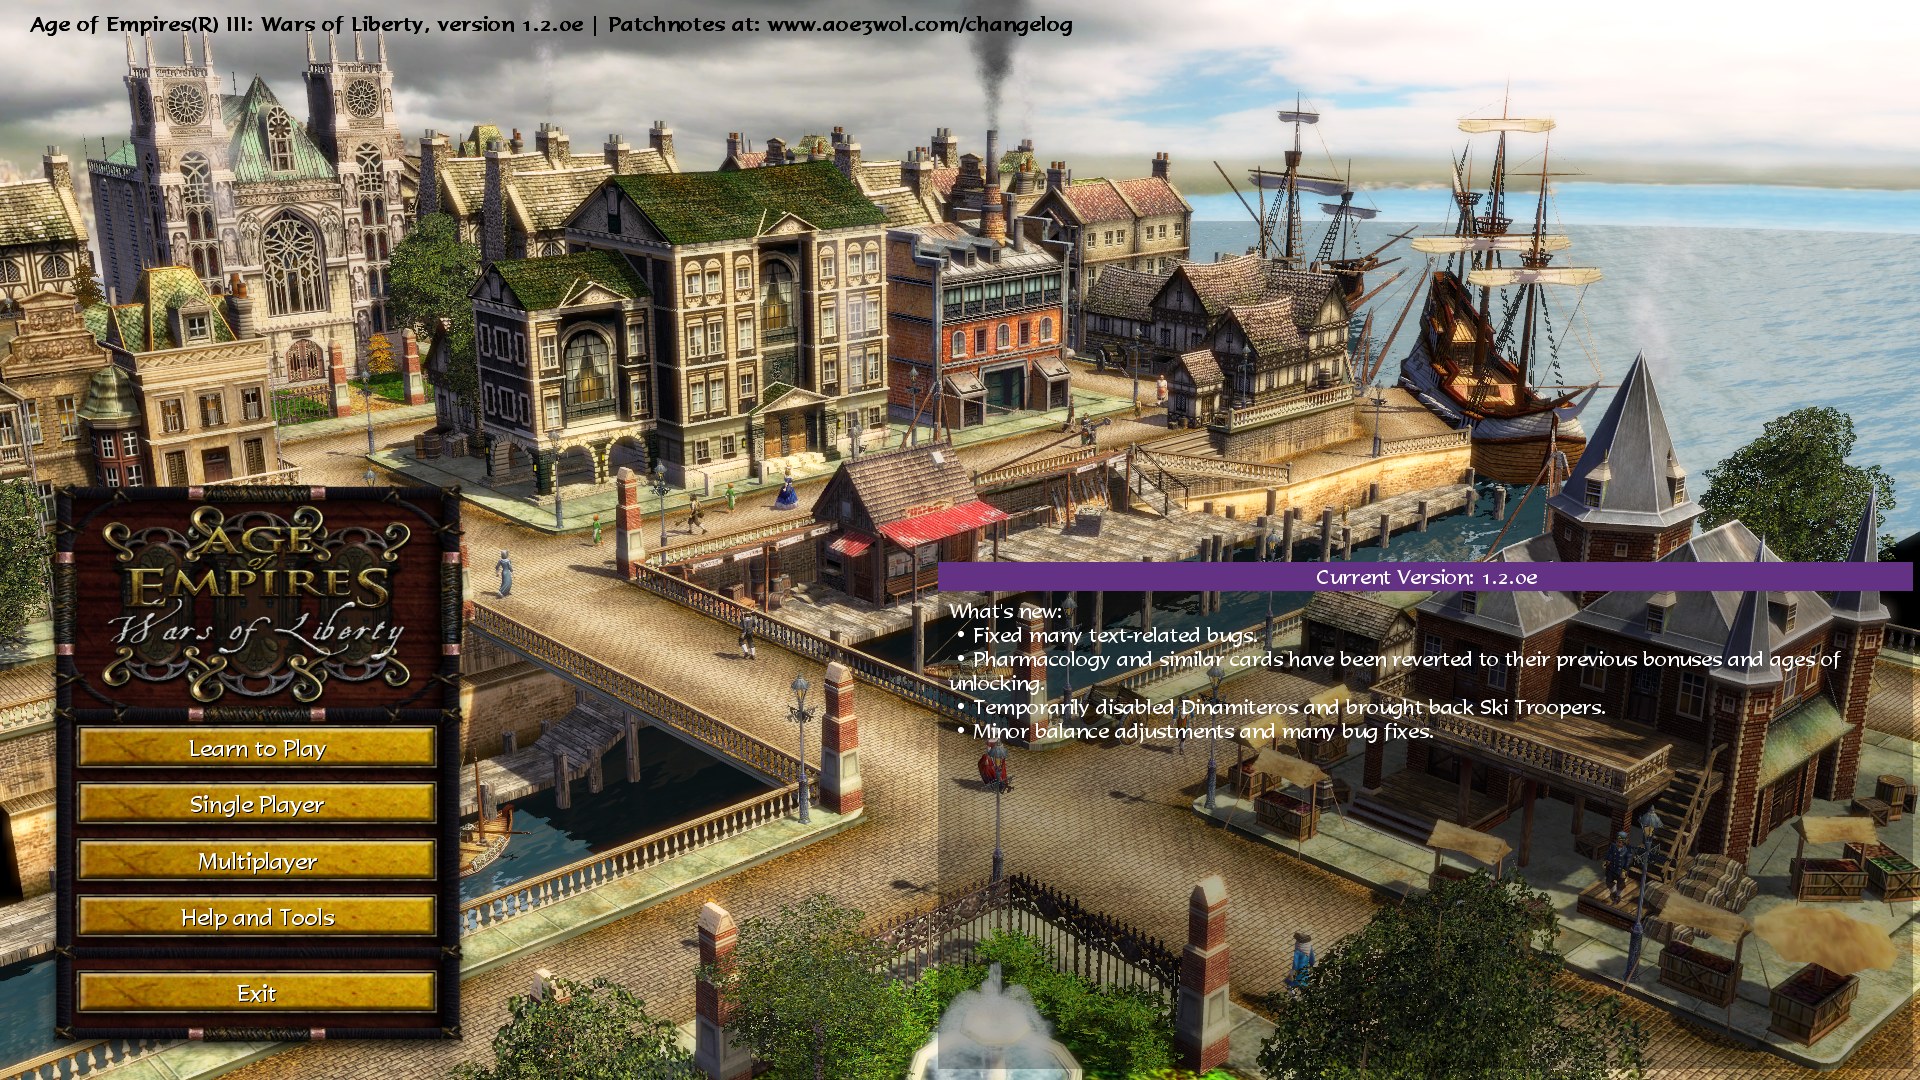 Age of Empires(R) III: Wars of Liberty, version 1.2.0e | Patchnotes at: www.aoe3wol.com/changelog
AGE
of
EMPIRES
Wars of Liberty
Learn to Play
Single Player
Multiplayer
Help and Tools
Exit
Current Version: 1.2.0e
What's new:
• Fixed many text-related bugs.
• Pharmacology and similar cards have been reverted to their previous bonuses and ages of
unlocking.
• Temporarily disabled Dinamiteros and brought back Ski Troopers.
• Minor balance adjustments and many bug fixes.